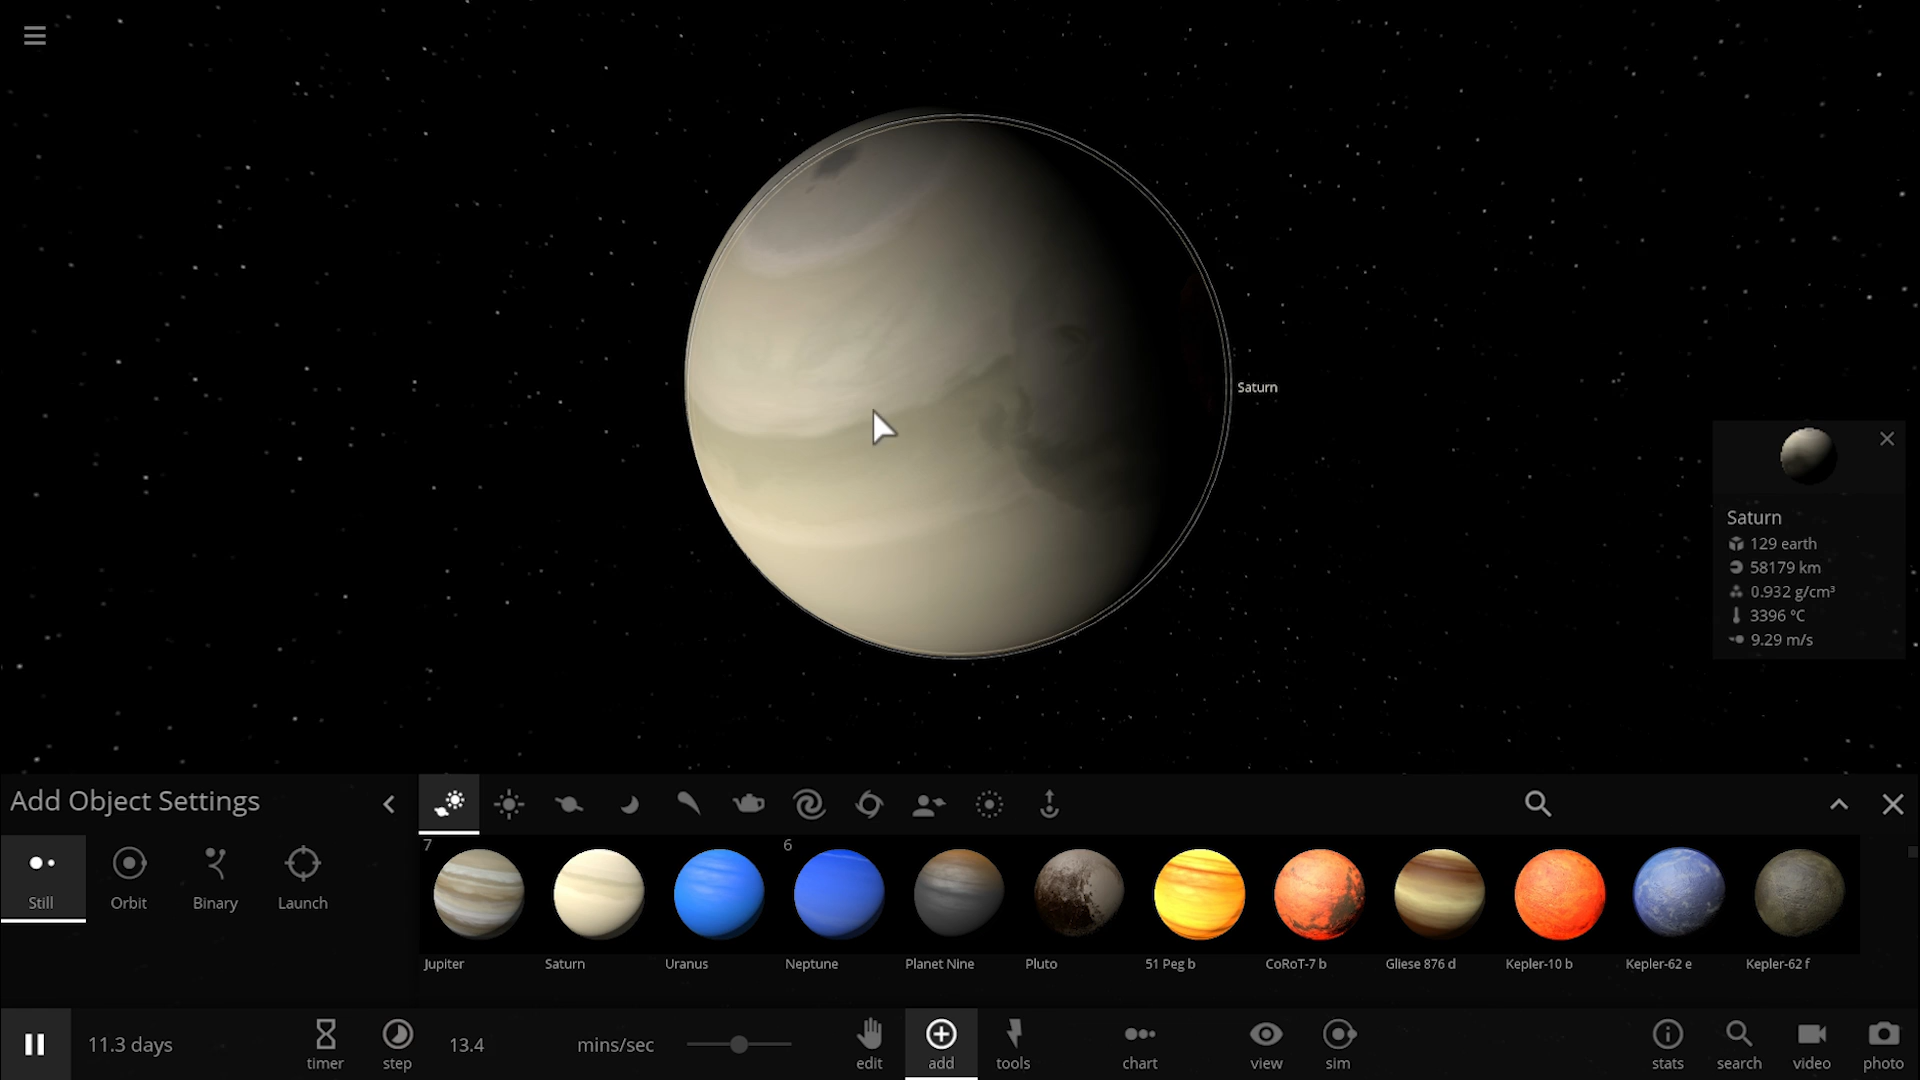 Saturn
Saturn
129 earth
58179 km
0.932 g/cm³
3396 °C
9.29 m/s
Add Object Settings
Still
Orbit
Binary
Launch
7
6
Jupiter
Saturn
Uranus
Neptune
Planet Nine
Pluto
51 Peg b
CoRoT-7 b
Gliese 876 d
Kepler-10 b
Kepler-62 e
Kepler-62 f
11.3 days
timer
step
13.4
mins/sec
edit
add
tools
chart
view
sim
stats
search
video
photo